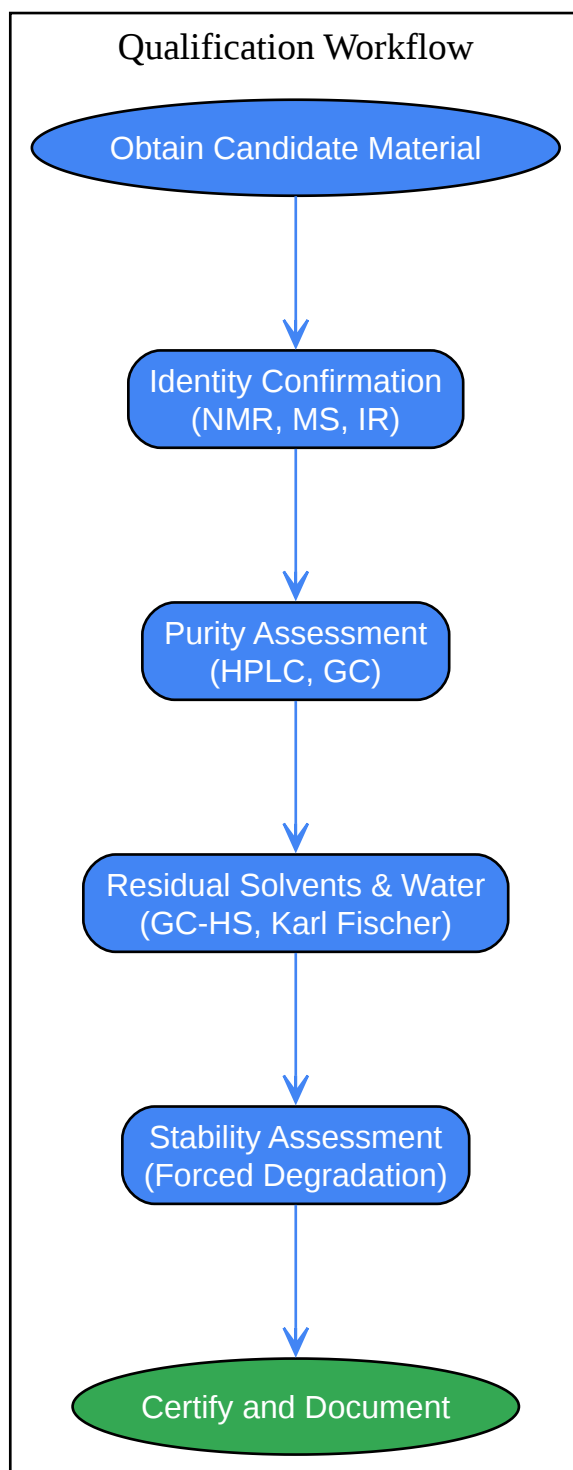 Qualification Workflow
Obtain Candidate Material
Identity Confirmation
(NMR, MS, IR)
Purity Assessment
(HPLC, GC)
Residual Solvents & Water
(GC-HS, Karl Fischer)
Stability Assessment
(Forced Degradation)
Certify and Document